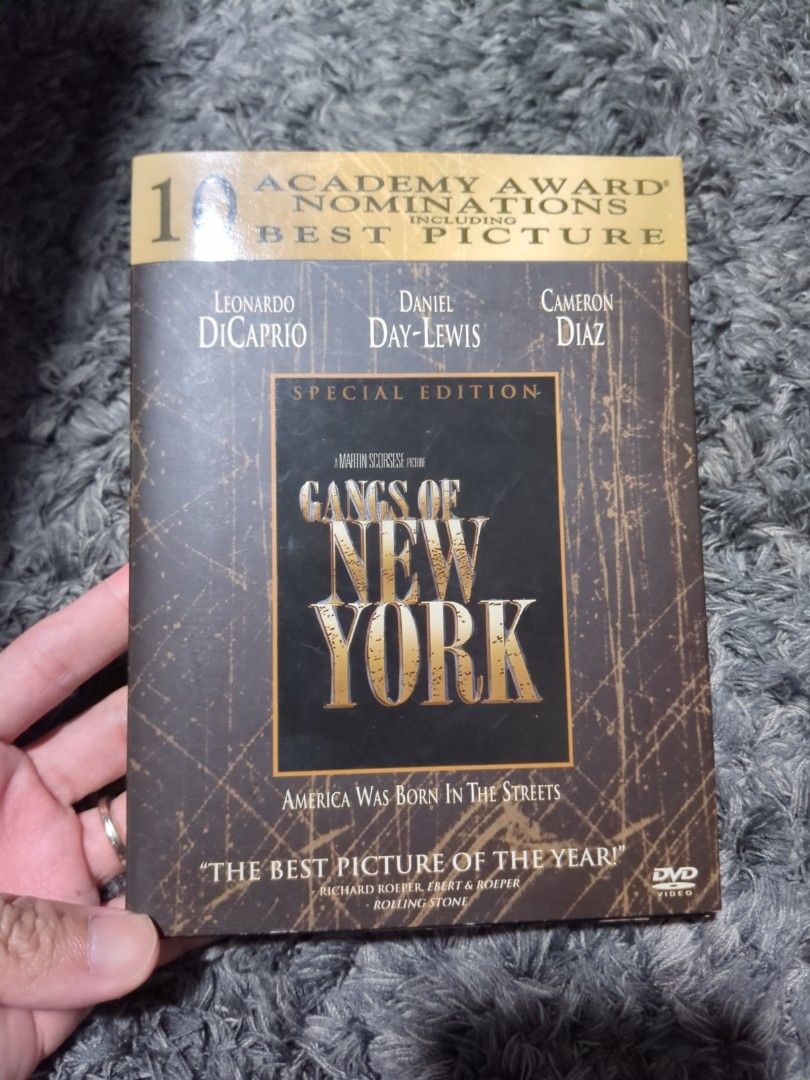 10 ACADEMY AWARD®
NOMINATIONS
INCLUDING
BEST PICTURE
LEONARDO
DICAPRIO
DANIEL
DAY-LEWIS
CAMERON
DIAZ
SPECIAL EDITION
A MARTIN SCORSESE PICTURE
GANGS OF
NEW
YORK
AMERICA WAS BORN IN THE STREETS
"THE BEST PICTURE OF THE YEAR!"
RICHARD ROEPER, EBERT & ROEPER
- ROLLING STONE
DVD
VIDEO